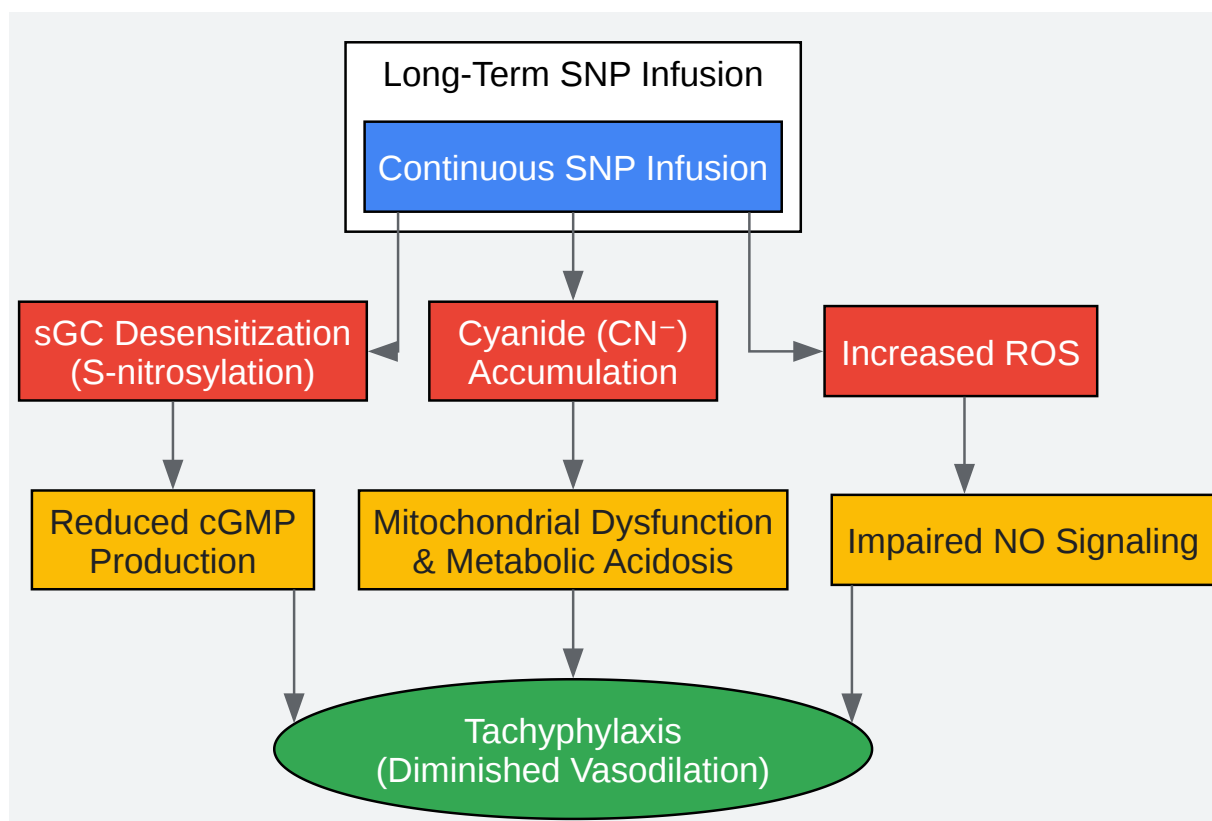 Long-Term SNP Infusion
Continuous SNP Infusion
sGC Desensitization
(S-nitrosylation)
Cyanide (CN⁻)
Accumulation
Increased ROS
Reduced cGMP
Production
Mitochondrial Dysfunction
& Metabolic Acidosis
Impaired NO Signaling
Tachyphylaxis
(Diminished Vasodilation)